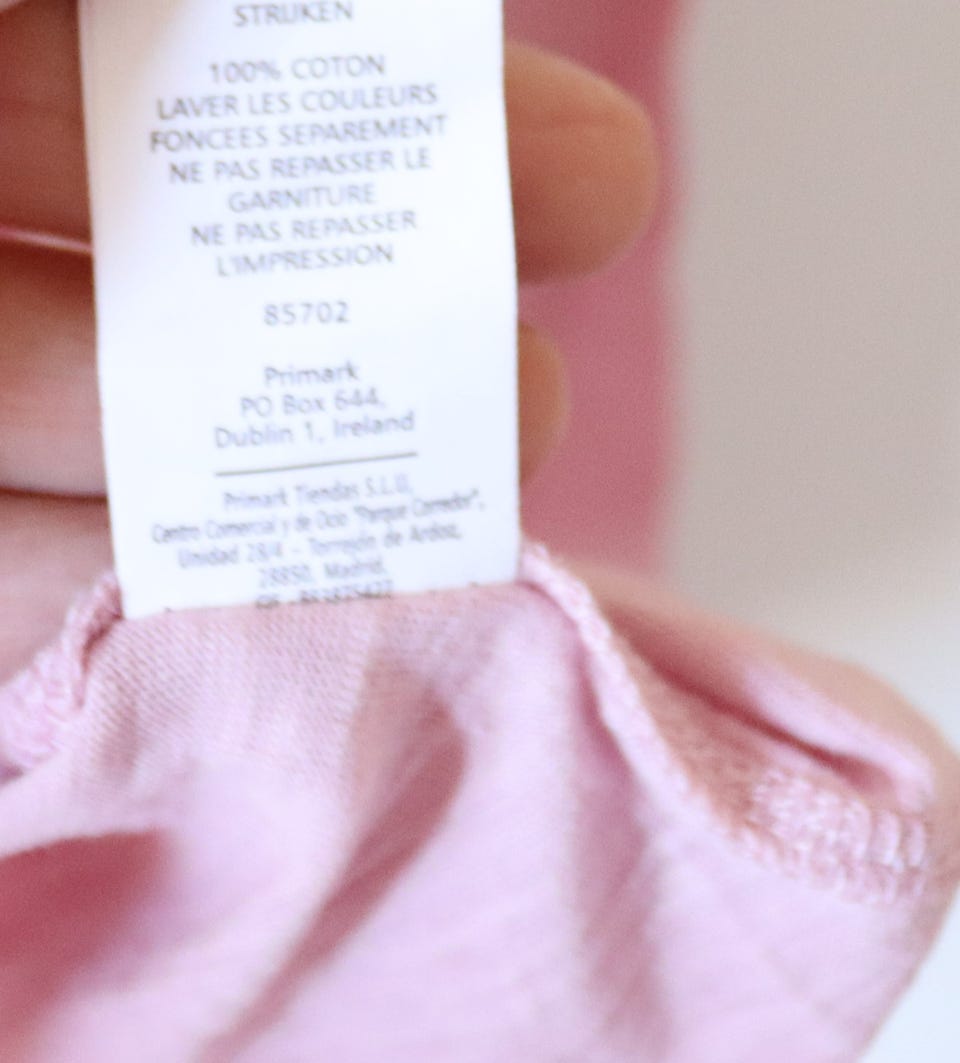 STRIJKEN
100% COTON
LAVER LES COULEURS
FONCEES SEPAREMENT
NE PAS REPASSER LE
GARNITURE
NE PAS REPASSER
L'IMPRESSION
85702
Primark
PO Box 644,
Dublin 1, Ireland
Primark Tiendas S.L.U,
Centro Comercial y de Ocio "Parque Corredor",
Unidad 28/4 - Torrejón de Ardoz,
28850, Madrid,